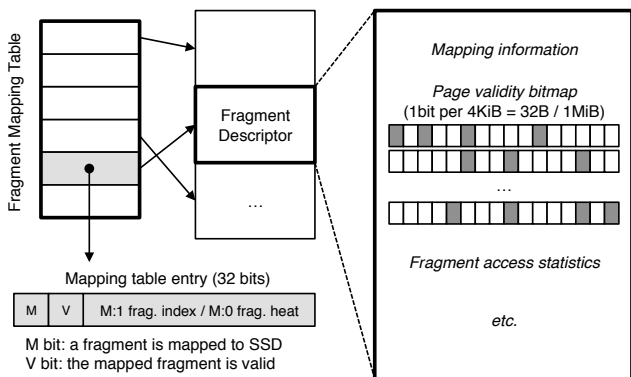 Fragment Mapping Table
Fragment
Descriptor
...
Mapping table entry (32 bits)
M
V
M:1 frag. index / M:0 frag. heat
M bit: a fragment is mapped to SSD
V bit: the mapped fragment is valid
Mapping information
Page validity bitmap
(1bit per 4KiB = 32B / 1MiB)
...
Fragment access statistics
etc.